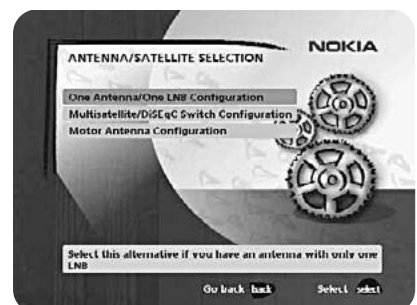 NOKIA
ANTENNA/SATELLITE SELECTION
One Antenna/One LNB Configuration
Multisatellite/DiSEqC Switch Configuration
Motor Antenna Configuration
Select this alternative if you have an antenna with only one
LNB
Go back back Select select